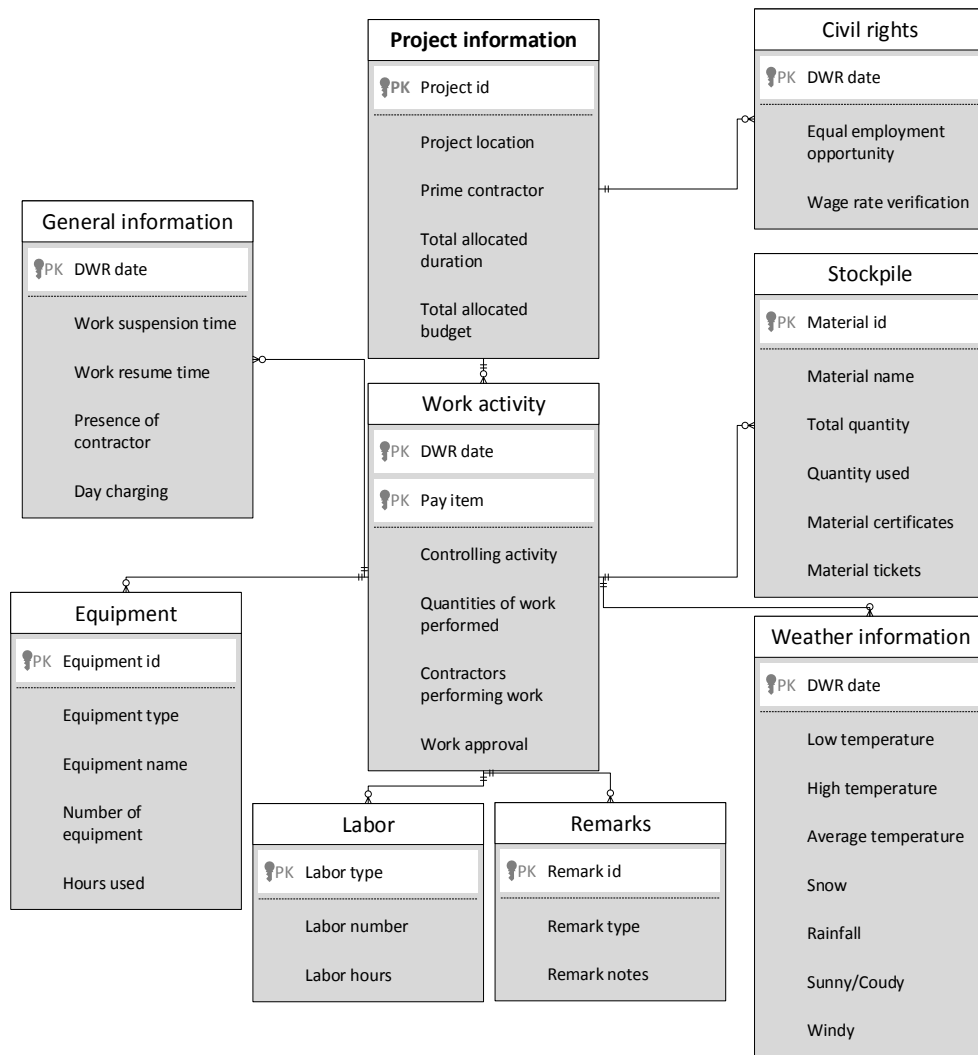 Project information
PK Project id
Project location
Prime contractor
Total allocated
duration
Total allocated
budget
Civil rights
PK DWR date
Equal employment
opportunity
Wage rate verification
General information
PK DWR date
Work suspension time
Work resume time
Presence of
contractor
Day charging
Stockpile
PK Material id
Material name
Total quantity
Quantity used
Material certificates
Material tickets
Work activity
PK DWR date
PK Pay item
Controlling activity
Quantities of work
performed
Contractors
performing work
Work approval
Equipment
PK Equipment id
Equipment type
Equipment name
Number of
equipment
Hours used
Weather information
PK DWR date
Low temperature
High temperature
Average temperature
Snow
Rainfall
Sunny/Coudy
Windy
Labor
PK Labor type
Labor number
Labor hours
Remarks
PK Remark id
Remark type
Remark notes